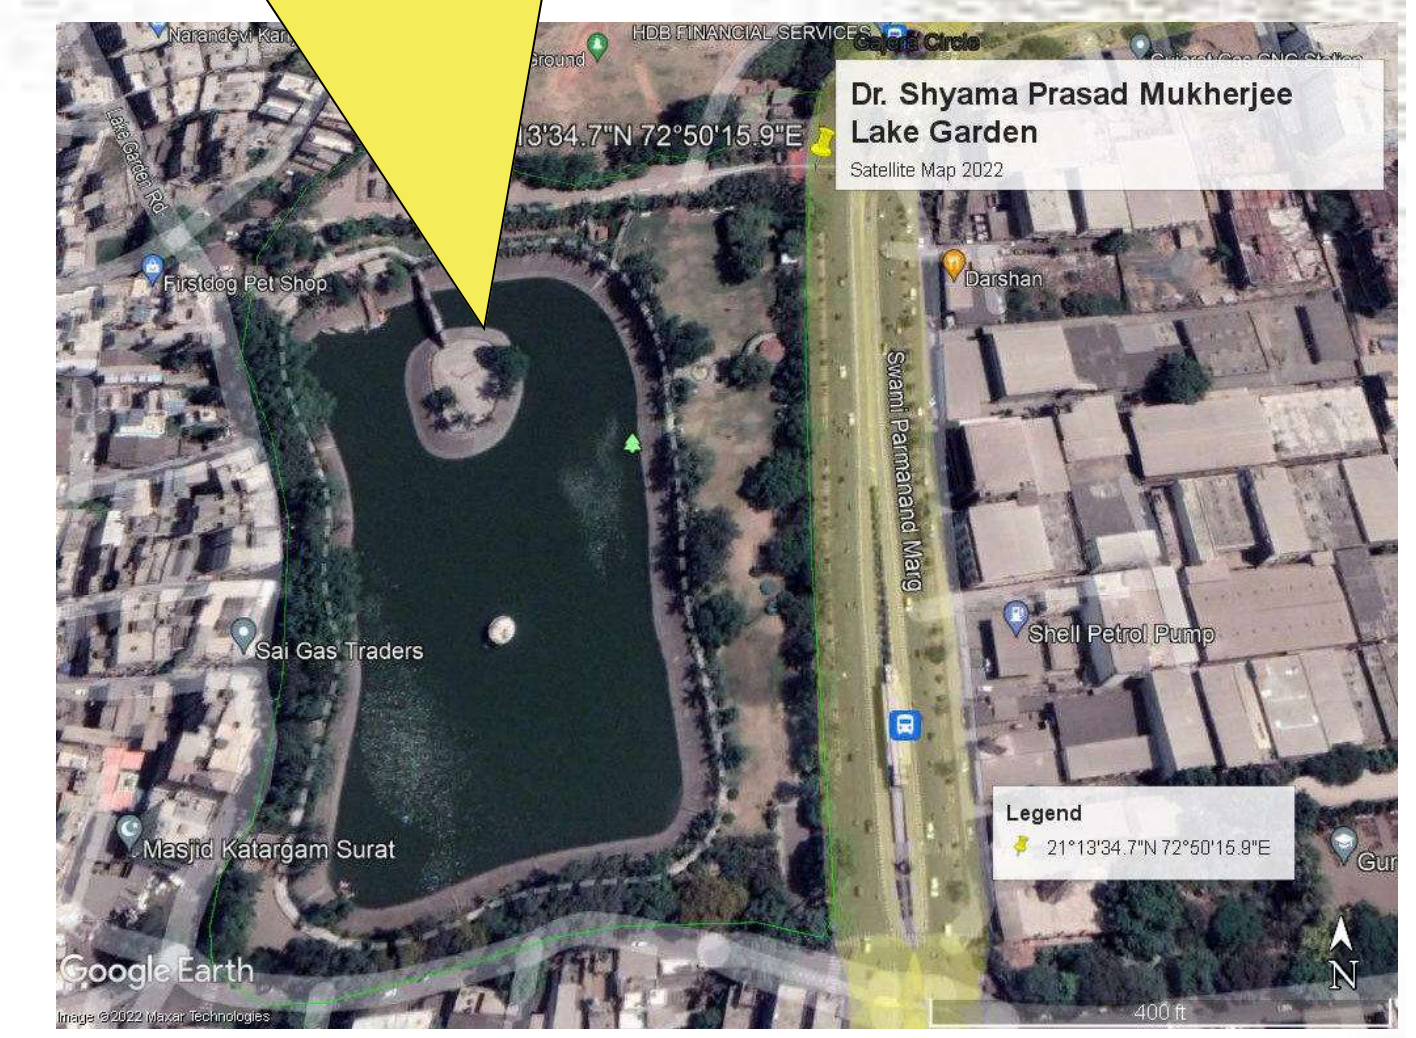 Narandevi
HDB FINANCIAL SERVICES
Gajera Circle
Ground
Gujarat Gas CNG Station
Dr. Shyama Prasad Mukherjee
Lake Garden
Satellite Map 2022
13'34.7"N 72°50'15.9"E
Lake Garden Rd
Firstdog Pet Shop
Darshan
Swami Parmanand Marg
Shell Petrol Pump
Sai Gas Traders
Legend
21°13'34.7"N 72°50'15.9"E
Masjid Katargam Surat
Gur
N
Google Earth
Image © 2022 Maxar Technologies
400 ft